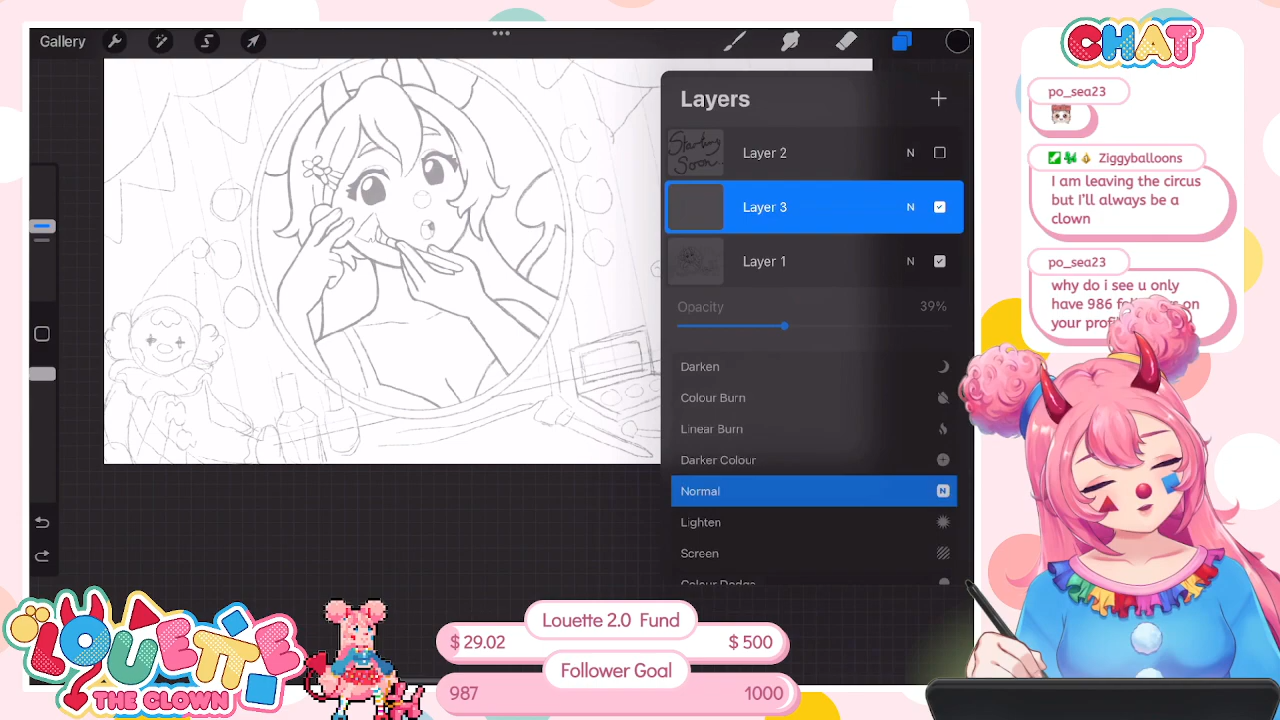 Gallery
Layers
Starting
Soon
Layer 2
N
Layer 3
N
Layer 1
N
Opacity
39%
Darken
Colour Burn
Linear Burn
Darker Colour
Normal
N
Lighten
Screen
Colour Dodge
CHAT
po_sea23
Ziggyballoons
I am leaving the circus
but I'll always be a
clown
po_sea23
why do i see u only
have 986 on
your
LOUETTE
THE CLOWN
Louette 2.0 Fund
$ 29.02
$ 500
Follower Goal
987
1000